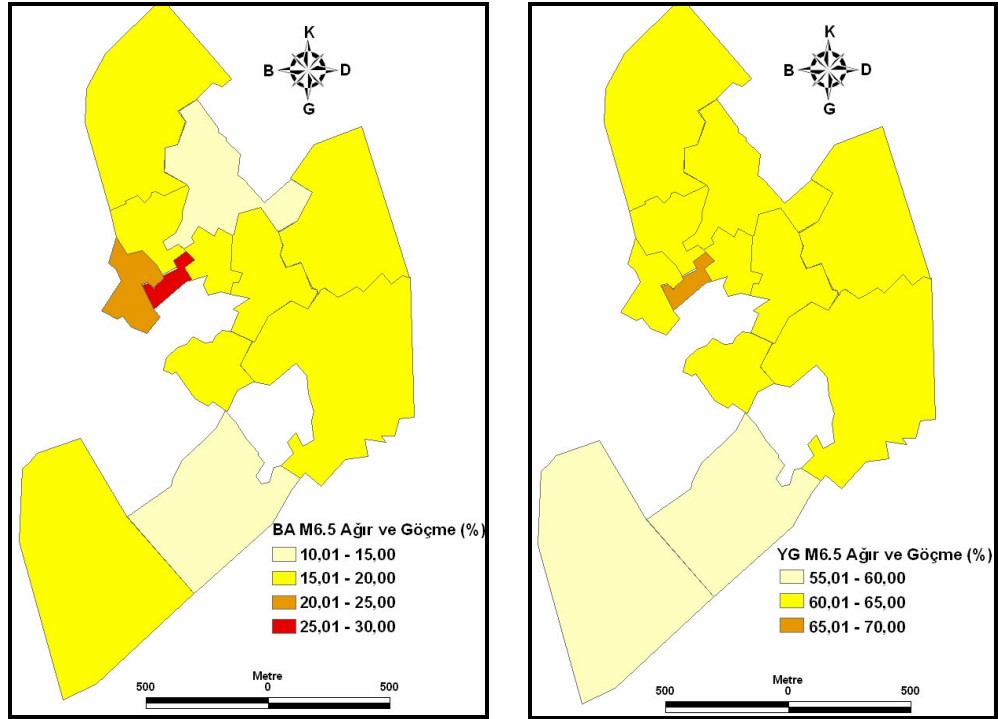 K
B D
G
BA M6.5 Ağır ve Göçme (%)
10,01 - 15,00
15,01 - 20,00
20,01 - 25,00
25,01 - 30,00
Metre
500 0 500
K
B D
G
YG M6.5 Ağır ve Göçme (%)
55,01 - 60,00
60,01 - 65,00
65,01 - 70,00
Metre
500 0 500